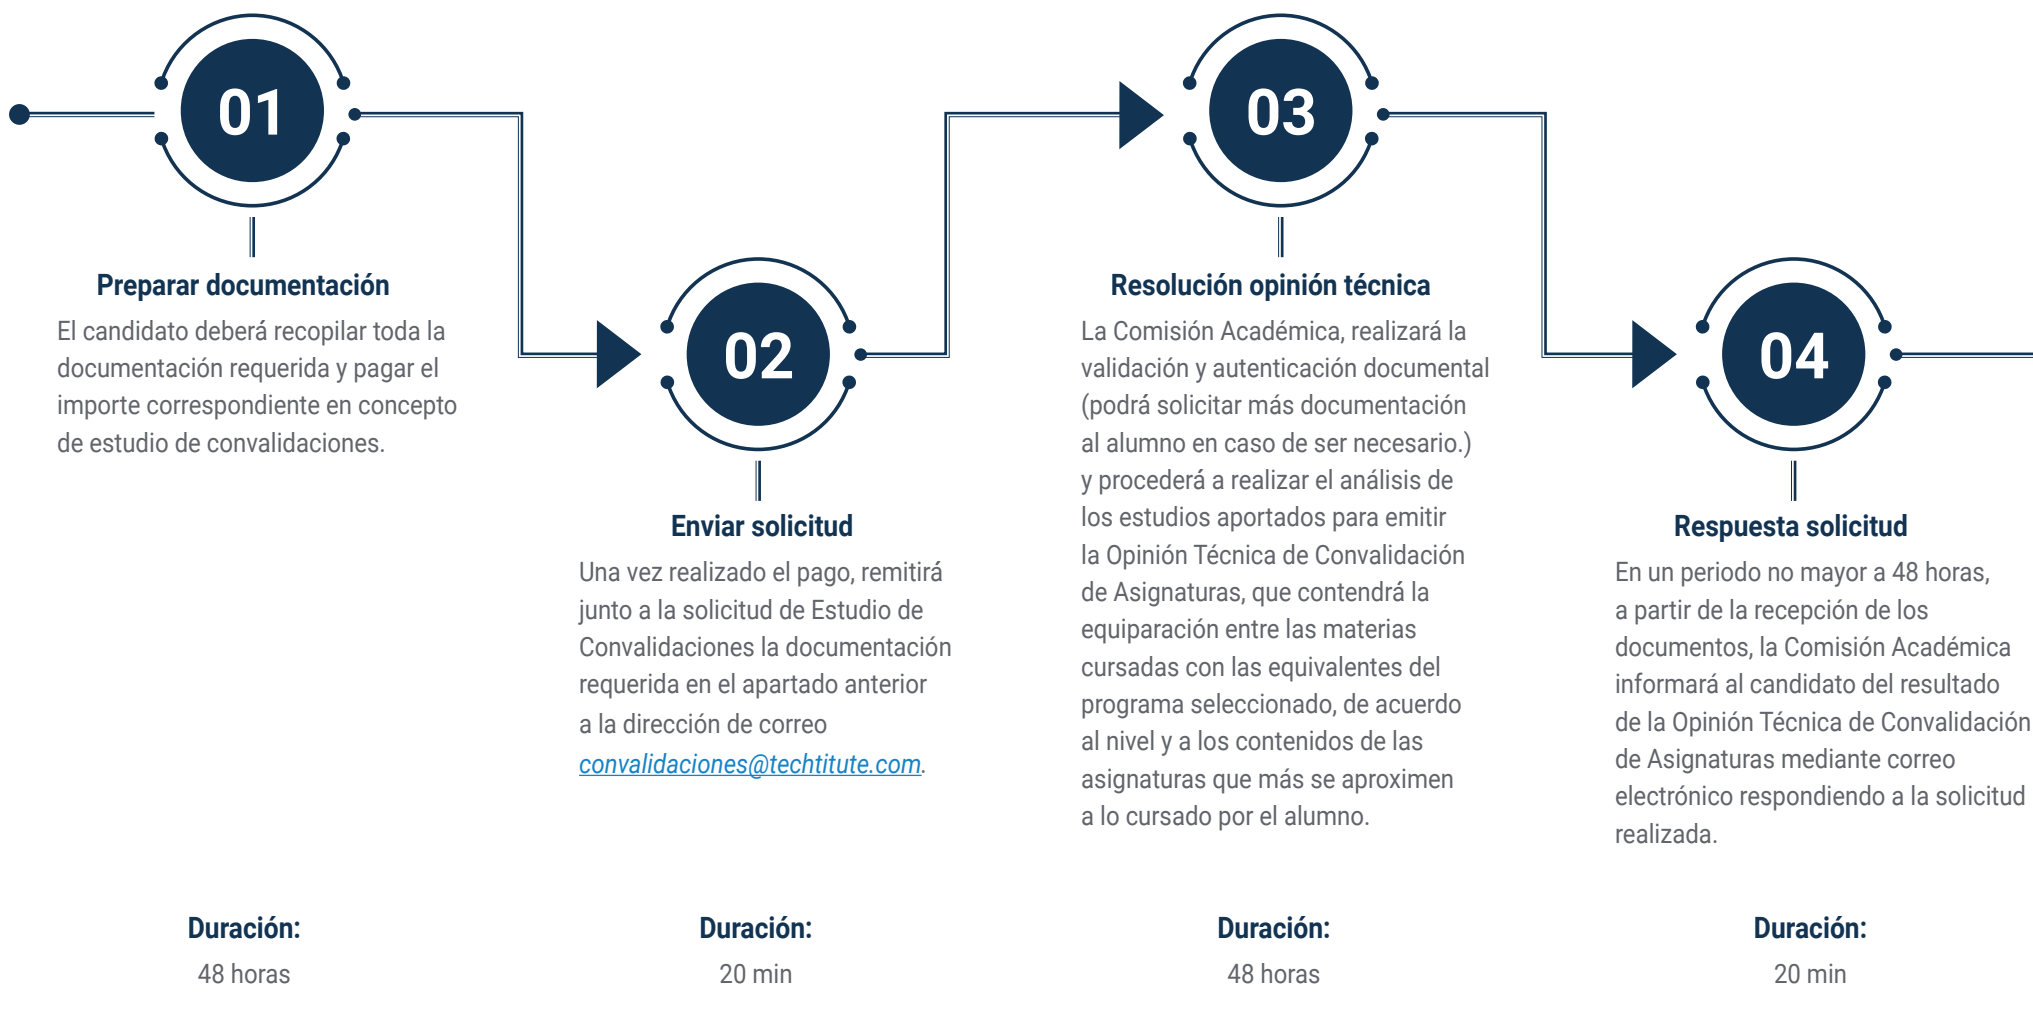 01
Preparar documentación
El candidato deberá recopilar toda la
documentación requerida y pagar el
importe correspondiente en concepto
de estudio de convalidaciones.
Duración:
48 horas
02
Enviar solicitud
Una vez realizado el pago, remitirá
junto a la solicitud de Estudio de
Convalidaciones la documentación
requerida en el apartado anterior
a la dirección de correo
convalidaciones@techtitute.com.
Duración:
20 min
03
Resolución opinión técnica
La Comisión Académica, realizará la
validación y autenticación documental
(podrá solicitar más documentación
al alumno en caso de ser necesario.)
y procederá a realizar el análisis de
los estudios aportados para emitir
la Opinión Técnica de Convalidación
de Asignaturas, que contendrá la
equiparación entre las materias
cursadas con las equivalentes del
programa seleccionado, de acuerdo
al nivel y a los contenidos de las
asignaturas que más se aproximen
a lo cursado por el alumno.
Duración:
48 horas
04
Respuesta solicitud
En un periodo no mayor a 48 horas,
a partir de la recepción de los
documentos, la Comisión Académica
informará al candidato del resultado
de la Opinión Técnica de Convalidación
de Asignaturas mediante correo
electrónico respondiendo a la solicitud
realizada.
Duración:
20 min